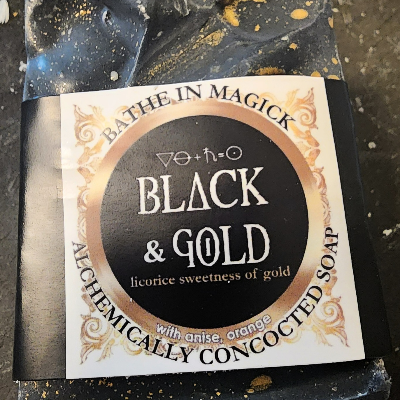 BATHE IN MAGICK
▽⊖+♄=☉
BLACK
& GOLD
licorice sweetness of gold
with anise, orange
ALCHEMICALLY CONCOCTED SOAP